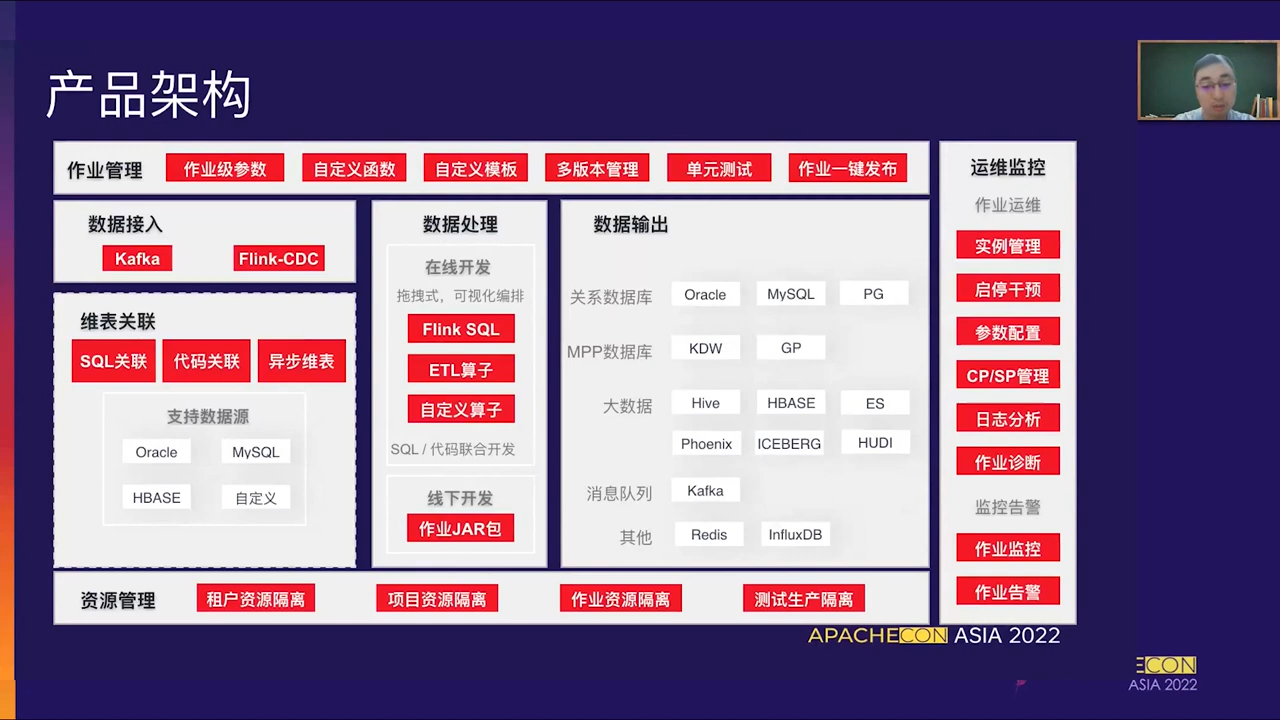 产品架构
作业管理 作业级参数 自定义函数 自定义模板 多版本管理 单元测试 作业一键发布
数据接入
Kafka Flink-CDC
维表关联
SQL关联 代码关联 异步维表
支持数据源
Oracle MySQL
HBASE 自定义
数据处理
在线开发
拖拽式，可视化编排
Flink SQL
ETL算子
自定义算子
SQL / 代码联合开发
线下开发
作业JAR包
数据输出
关系数据库 Oracle MySQL PG
MPP数据库 KDW GP
大数据 Hive HBASE ES
Phoenix ICEBERG HUDI
消息队列 Kafka
其他 Redis InfluxDB
资源管理 租户资源隔离 项目资源隔离 作业资源隔离 测试生产隔离
运维监控
作业运维
实例管理
启停干预
参数配置
CP/SP管理
日志分析
作业诊断
监控告警
作业监控
作业告警
APACHECON ASIA 2022
ECON
ASIA 2022